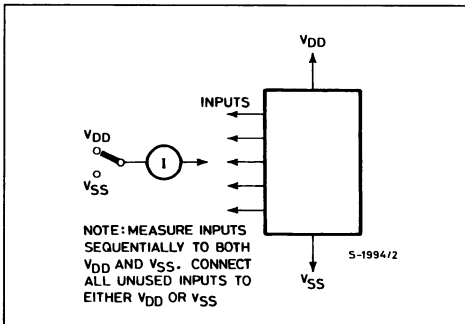 VDD
INPUTS
VDD
I
VSS
NOTE: MEASURE INPUTS
SEQUENTIALLY TO BOTH
VDD AND VSS. CONNECT
ALL UNUSED INPUTS TO
EITHER VDD OR VSS
S-1994/2
VSS